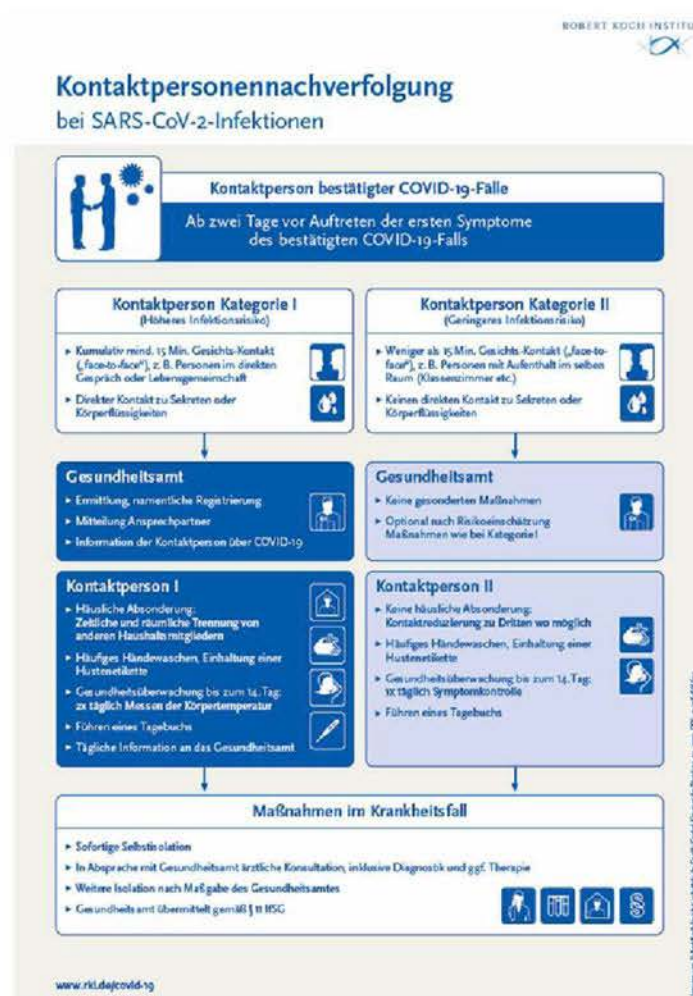 ROBERT KOCH INSTITU
Kontaktpersonennachverfolgung
bei SARS-CoV-2-Infektionen
Kontaktperson bestätigter COVID-19-Fälle
Ab zwei Tage vor Auftreten der ersten Symptome
des bestätigten COVID-19-Falls
Kontaktperson Kategorie I
(Höheres Infektionsrisiko)
▸ Kumulativ mind. 15 Min. Gesichts-Kontakt
(„face-to-face“), z. B. Personen im direkten
Gespräch oder Lebensgemeinschaft
▸ Direkter Kontakt zu Sekreten oder
Körperflüssigkeiten
Kontaktperson Kategorie II
(Geringeres Infektionsrisiko)
▸ Weniger als 15 Min. Gesichts-Kontakt („face-to-
face“), z. B. Personen mit Aufenthalt im selben
Raum (Klassenzimmer etc.)
▸ Keinen direkten Kontakt zu Sekreten oder
Körperflüssigkeiten
Gesundheitsamt
▸ Ermittlung, namentliche Registrierung
▸ Mitteilung Ansprechpartner
▸ Information der Kontaktperson über COVID-19
Gesundheitsamt
▸ Keine gesonderten Maßnahmen
▸ Optional nach Risikoeinschätzung
Maßnahmen wie bei Kategorie I
Kontaktperson I
▸ Häusliche Absonderung:
Zeitliche und räumliche Trennung von
anderen Haushaltsmitgliedern
▸ Häufiges Händewaschen, Einhaltung einer
Hustenetikette
▸ Gesundheitsüberwachung bis zum 14. Tag:
2x täglich Messen der Körpertemperatur
▸ Führen eines Tagebuchs
▸ Tägliche Information an das Gesundheitsamt
Kontaktperson II
▸ Keine häusliche Absonderung:
Kontaktreduzierung zu Dritten wo möglich
▸ Häufiges Händewaschen, Einhaltung einer
Hustenetikette
▸ Gesundheitsüberwachung bis zum 14. Tag:
1x täglich Symptomkontrolle
▸ Führen eines Tagebuchs
Maßnahmen im Krankheitsfall
▸ Sofortige Selbstisolation
▸ In Absprache mit Gesundheitsamt ärztliche Konsultation, inklusive Diagnostik und ggf. Therapie
▸ Weitere Isolation nach Maßgabe des Gesundheitsamtes
▸ Gesundheitsamt übermittelt gemäß § 11 IfSG
§
www.rki.de/covid-19